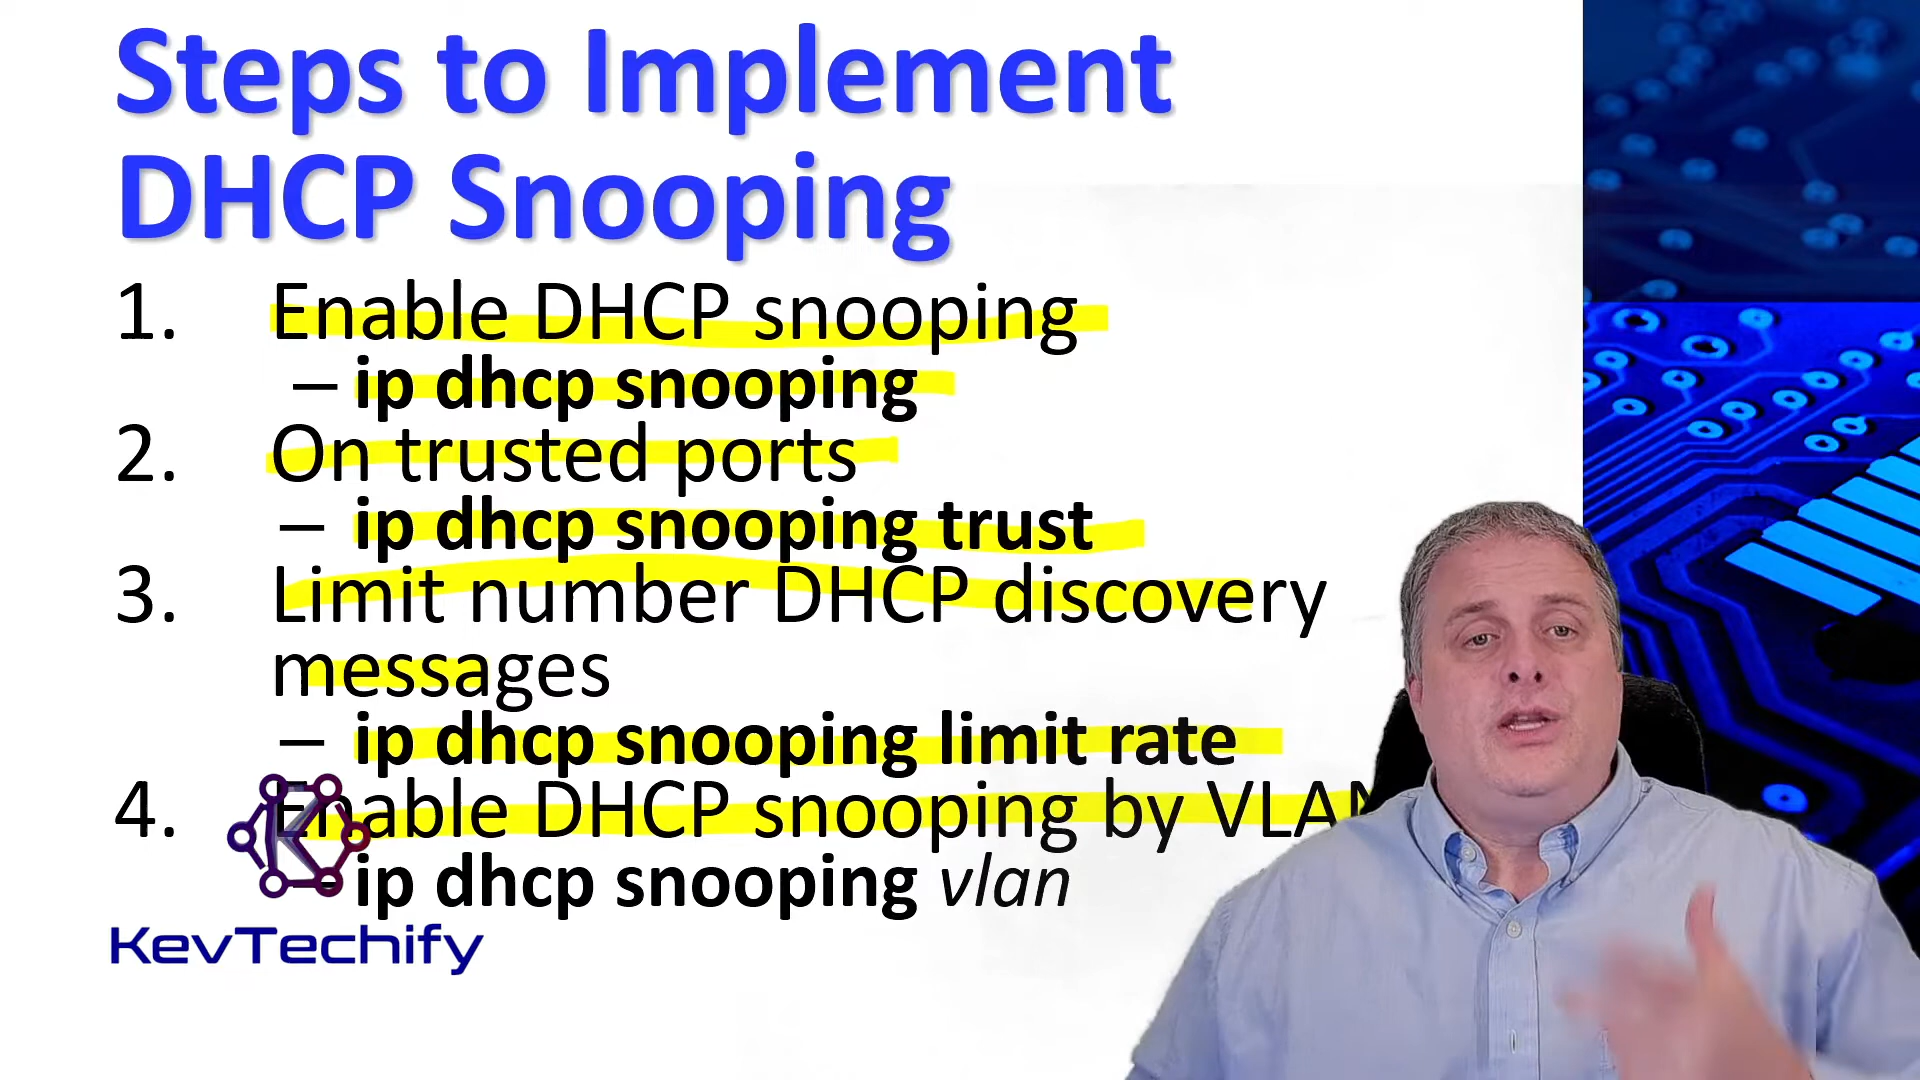 Steps to Implement
DHCP Snooping
1. Enable DHCP snooping
– ip dhcp snooping
2. On trusted ports
– ip dhcp snooping trust
3. Limit number DHCP discovery
messages
– ip dhcp snooping limit rate
4. Enable DHCP snooping by VLAN
– ip dhcp snooping vlan
KevTechify